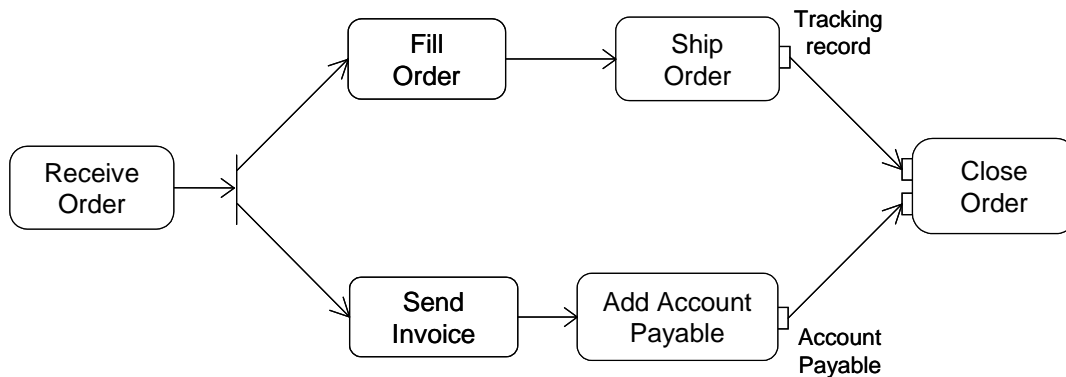 Receive
Order
Fill
Order
Ship
Order
Tracking
record
Send
Invoice
Add Account
Payable
Account
Payable
Close
Order